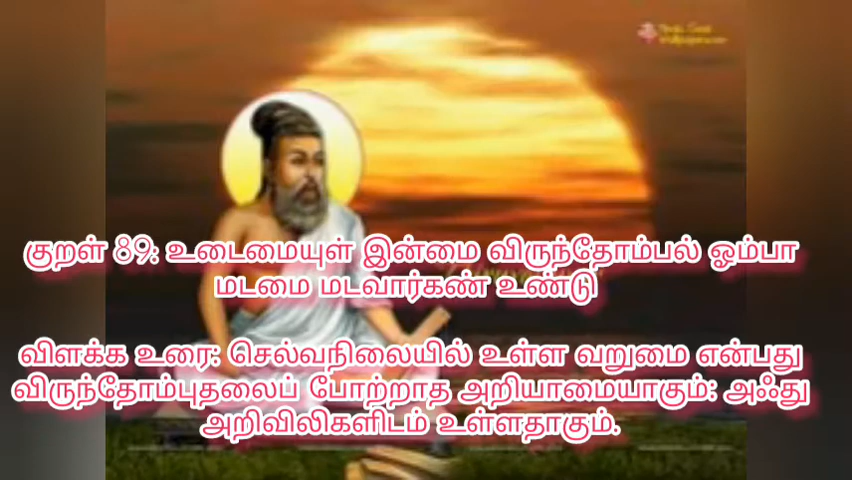 குறள் 89: உடைமையுள் இன்மை விருந்தோம்பல் ஓம்பா
மடமை மடவார்கண் உண்டு
விளக்க உரை: செல்வநிலையில் உள்ள வறுமை என்பது
விருந்தோம்புதலைப் போற்றாத அறியாமையாகும்: அஃது
அறிவிலிகளிடம் உள்ளதாகும்.